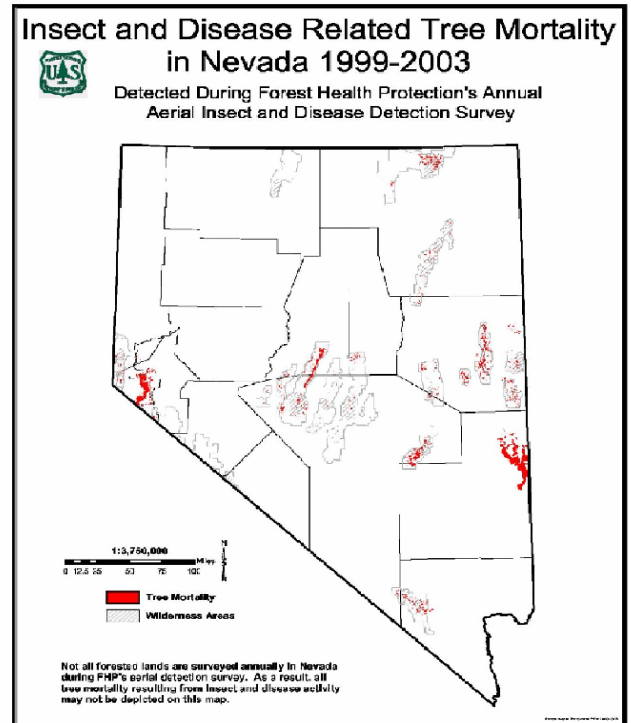 Insect and Disease Related Tree Mortality
in Nevada 1999-2003
UAS
Detected During Forest Health Protection's Annual
Aerial Insect and Disease Detection Survey
1:3,750,000
Miles
0 12.5 25 50 75 100
N
S
Tree Mortality
Wilderness Areas
Not all forested lands are surveyed annually in Nevada
during FHP's aerial detection survey. As a result, all
tree mortality resulting from insect and disease activity
may not be depicted on this map.